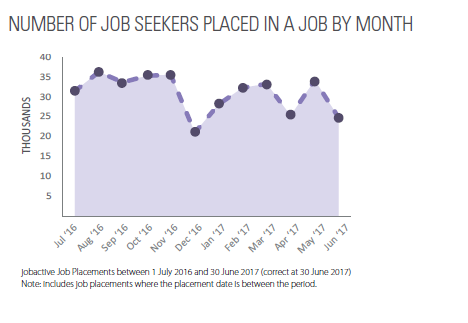 NUMBER OF JOB SEEKERS PLACED IN A JOB BY MONTH
THOUSANDS
40
35
30
25
20
15
10
5
Jul '16
Aug '16
Sep '16
Oct '16
Nov '16
Dec '16
Jan '17
Feb '17
Mar '17
Apr '17
May '17
Jun '17
jobactive Job Placements between 1 July 2016 and 30 June 2017 (correct at 30 June 2017)
Note: Includes job placements where the placement date is between the period.